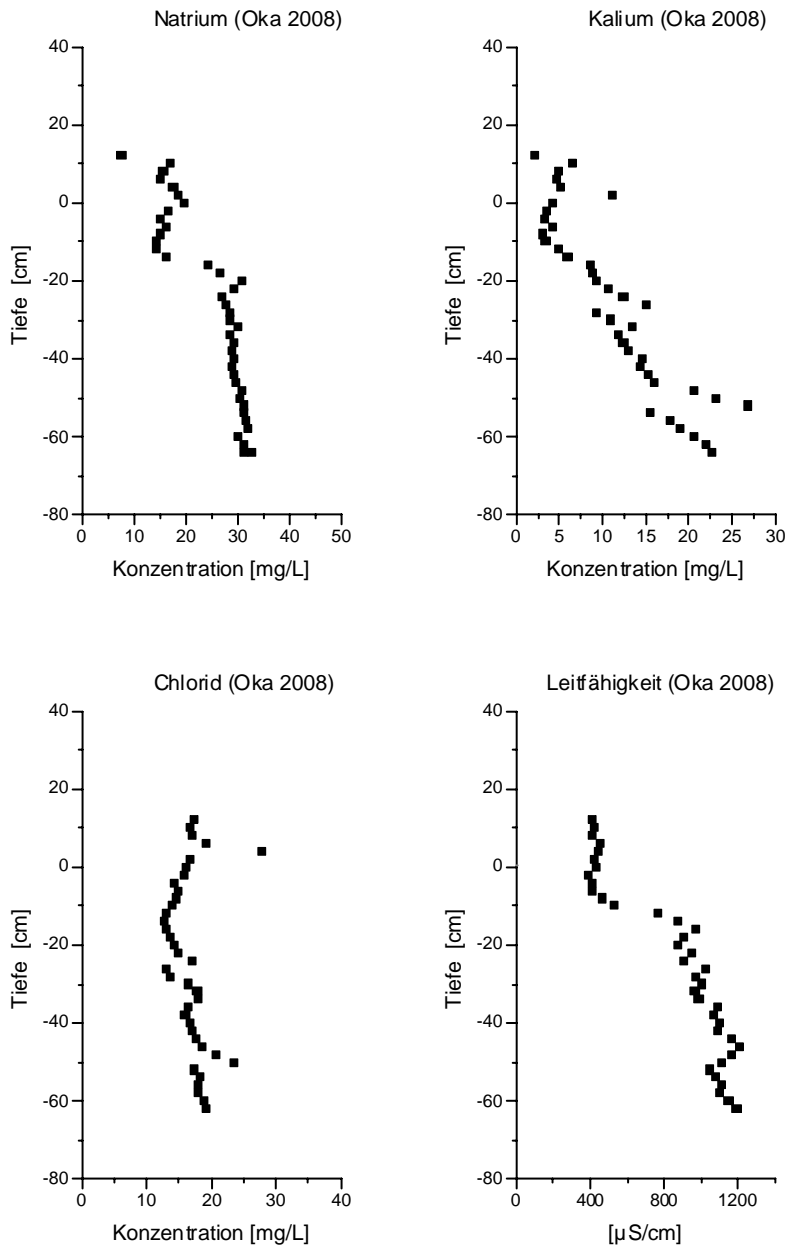 Natrium (Oka 2008)
40
20
0
-20
-40
-60
-80
Tiefe [cm]
0 10 20 30 40 50
Konzentration [mg/L]
Kalium (Oka 2008)
40
20
0
-20
-40
-60
-80
Tiefe [cm]
0 5 10 15 20 25 30
Konzentration [mg/L]
Chlorid (Oka 2008)
40
20
0
-20
-40
-60
-80
Tiefe [cm]
0 10 20 30 40
Konzentration [mg/L]
Leitfähigkeit (Oka 2008)
40
20
0
-20
-40
-60
-80
Tiefe [cm]
0 400 800 1200
[µS/cm]